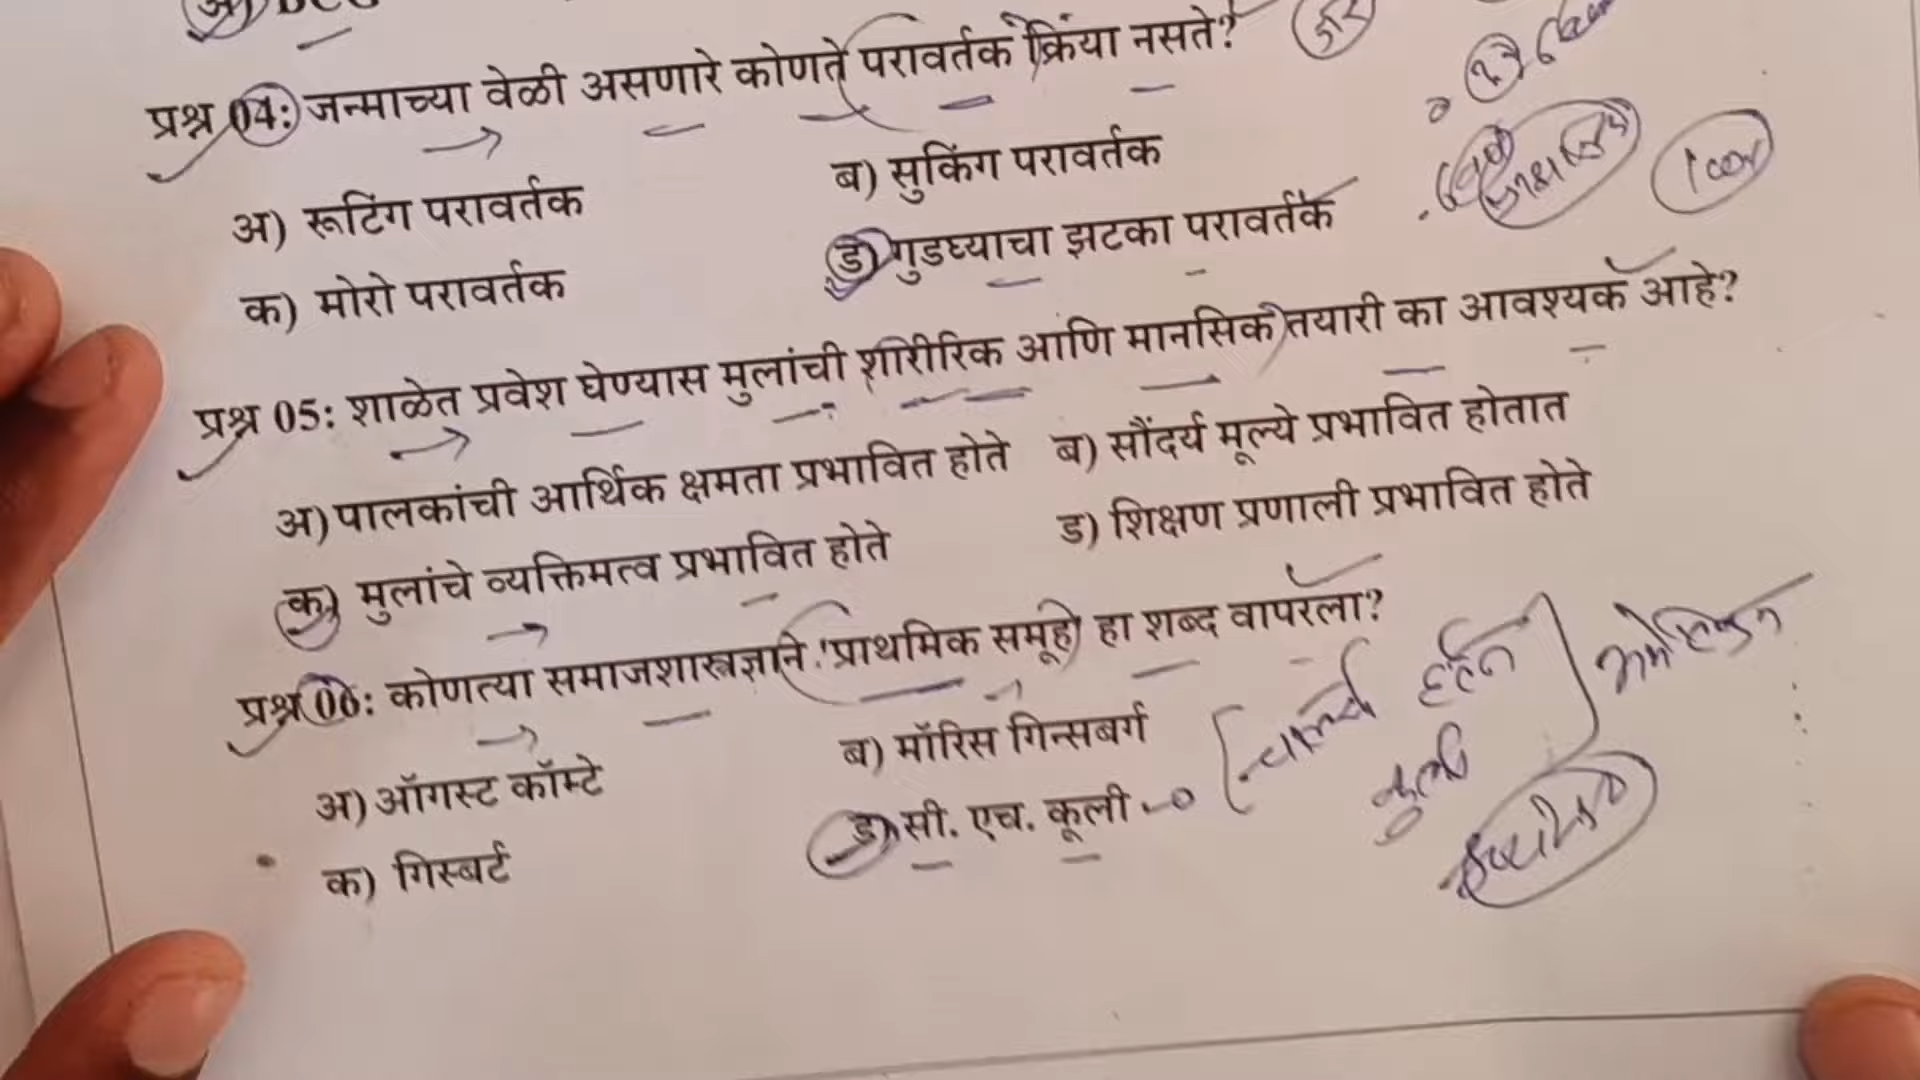 अ) BCG
प्रश्न 04: जन्माच्या वेळी असणारे कोणते परावर्तक क्रिया नसते?
अ) रूटिंग परावर्तक
ब) सुकिंग परावर्तक
क) मोरो परावर्तक
ड) गुडघ्याचा झटका परावर्तक
प्रश्न 05: शाळेत प्रवेश घेण्यास मुलांची शारीरिक आणि मानसिक तयारी का आवश्यक आहे?
अ) पालकांची आर्थिक क्षमता प्रभावित होते
ब) सौंदर्य मूल्ये प्रभावित होतात
क) मुलांचे व्यक्तिमत्व प्रभावित होते
ड) शिक्षण प्रणाली प्रभावित होते
प्रश्न 06: कोणत्या समाजशास्त्रज्ञाने 'प्राथमिक समूह' हा शब्द वापरला?
अ) ऑगस्ट कॉम्टे
ब) मॉरिस गिन्सबर्ग
क) गिस्बर्ट
ड) सी. एच. कूली
चार्ल्स हर्टन
कुली